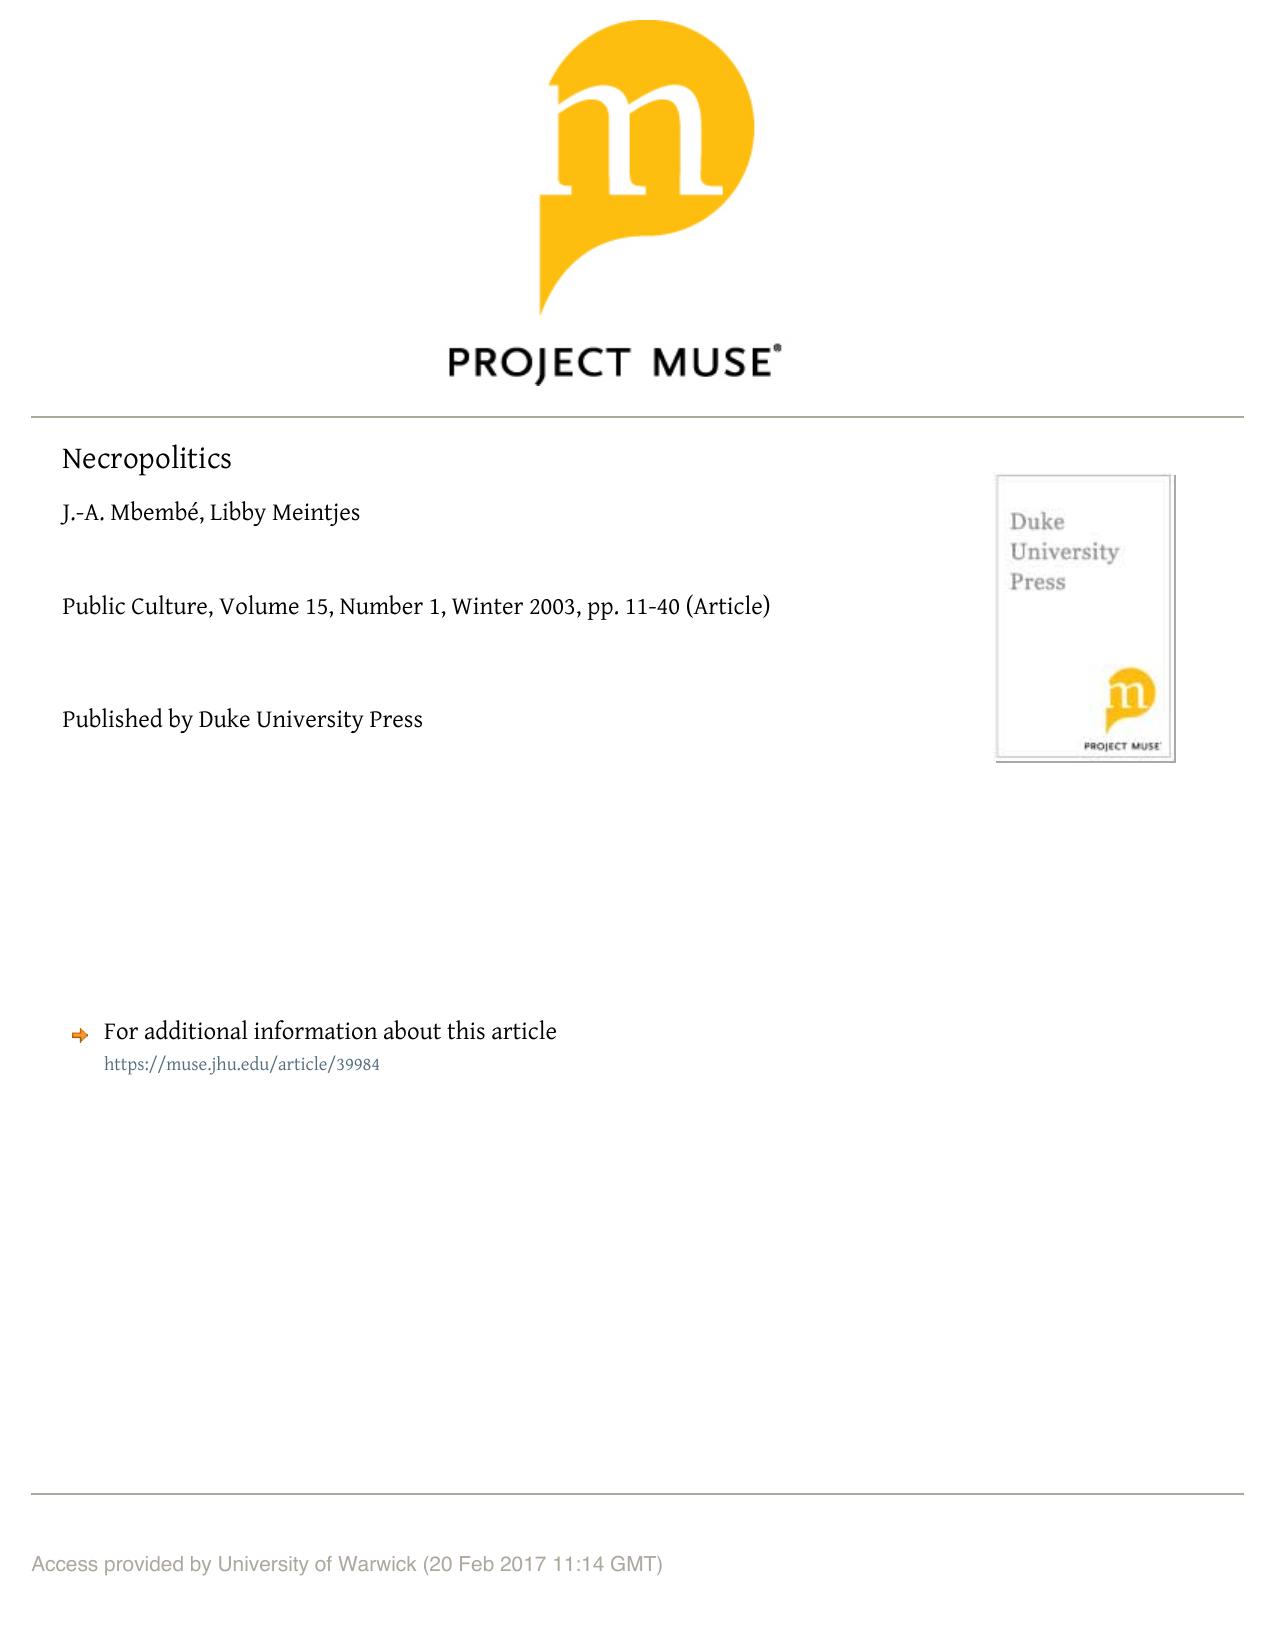 m
PROJECT MUSE®
Necropolitics
J.-A. Mbembé, Libby Meintjes
Public Culture, Volume 15, Number 1, Winter 2003, pp. 11-40 (Article)
Published by Duke University Press
Duke
University
Press
m
PROJECT MUSE®
For additional information about this article
https://muse.jhu.edu/article/39984
Access provided by University of Warwick (20 Feb 2017 11:14 GMT)